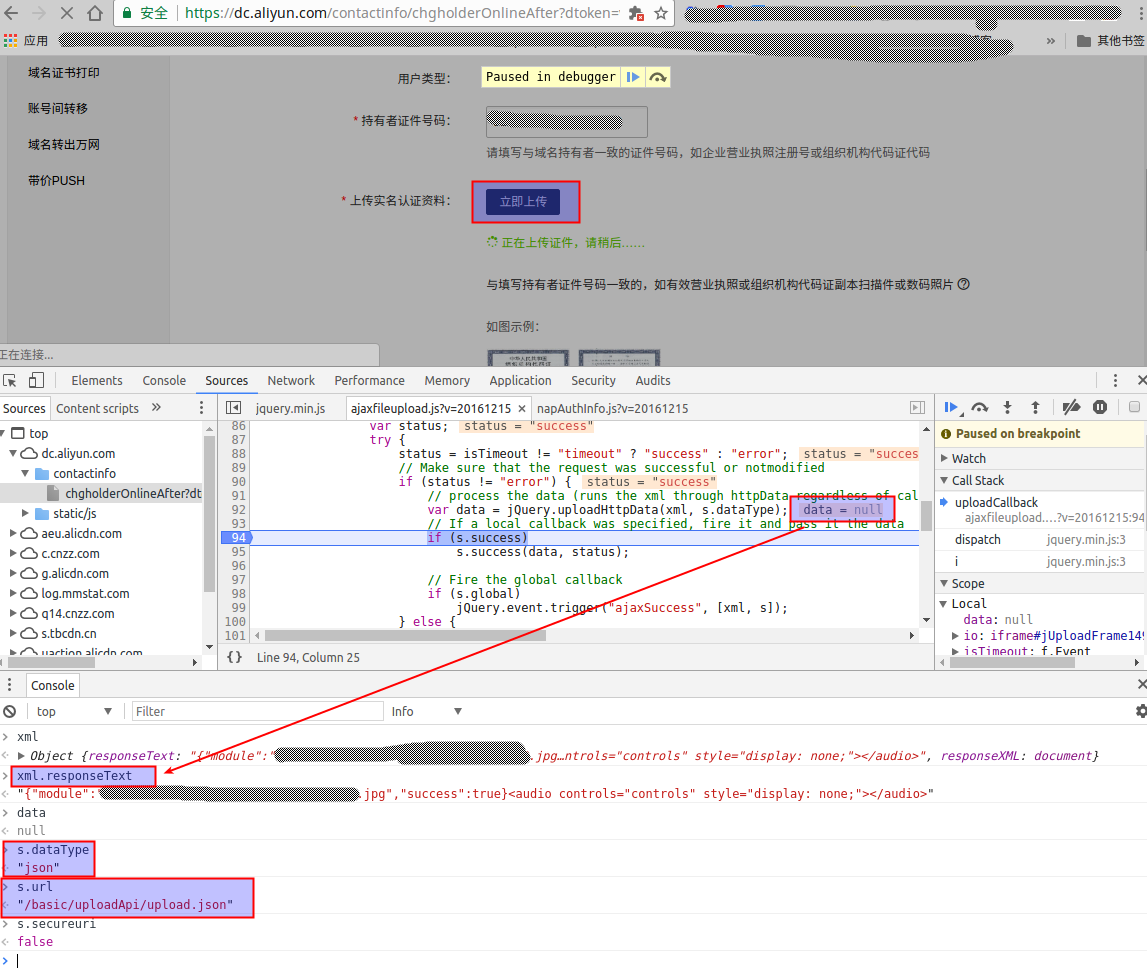 安全 https://dc.aliyun.com/contactinfo/chgholderOnlineAfter?dtoken=
应用
» 其他书签
域名证书打印
账号间转移
域名转出万网
带价PUSH
用户类型：
Paused in debugger
* 持有者证件号码：
请填写与域名持有者一致的证件号码，如企业营业执照注册号或组织机构代码证代码
* 上传实名认证资料：
立即上传
正在上传证件，请稍后......
与填写持有者证件号码一致的，如有效营业执照或组织机构代码证副本扫描件或数码照片
如图示例：
正在连接...
Elements Console Sources Network Performance Memory Application Security Audits
Sources Content scripts »
top
dc.aliyun.com
contactinfo
chgholderOnlineAfter?dt
static/js
aeu.alicdn.com
c.cnzz.com
g.alicdn.com
log.mmstat.com
q14.cnzz.com
s.tbcdn.cn
uaction.alicdn.com
jquery.min.js ajaxfileupload.js?v=20161215 × napAuthInfo.js?v=20161215
86 var status; status = "success"
87 try {
88 status = isTimeout != "timeout" ? "success" : "error"; status = "succes
89 // Make sure that the request was successful or notmodified
90 if (status != "error") { status = "success"
91 // process the data (runs the xml through httpData regardless of cal
92 var data = jQuery.uploadHttpData(xml, s.dataType); data = null
93 // If a local callback was specified, fire it and pass it the data
94 if (s.success)
95 s.success(data, status);
96
97 // Fire the global callback
98 if (s.global)
99 jQuery.event.trigger("ajaxSuccess", [xml, s]);
100 } else {
101
{} Line 94, Column 25
Paused on breakpoint
Watch
Call Stack
uploadCallback
ajaxfileupload.…?v=20161215:94
dispatch jquery.min.js:3
i jquery.min.js:3
Scope
Local
data: null
io: iframe#jUploadFrame149
isTimeout: f.Event
Console
top Filter Info
> xml
Object {responseText: "{"module":" .jpg…ntrols="controls" style="display: none;"></audio>", responseXML: document}
> xml.responseText
"{"module": .jpg","success":true}<audio controls="controls" style="display: none;"></audio>"
> data
null
> s.dataType
"json"
> s.url
"/basic/uploadApi/upload.json"
> s.secureuri
false
>